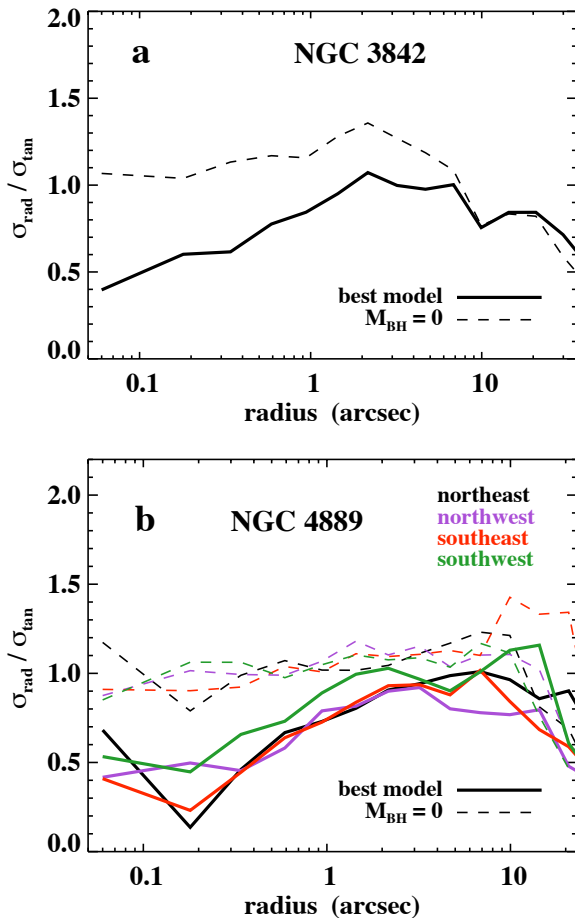 2.0
a NGC 3842
1.5
1.0
0.5
0.0
σrad / σtan
best model
MBH = 0
0.1 1 10
radius (arcsec)
2.0
b NGC 4889
northeast
northwest
southeast
southwest
1.5
1.0
0.5
0.0
σrad / σtan
best model
MBH = 0
0.1 1 10
radius (arcsec)